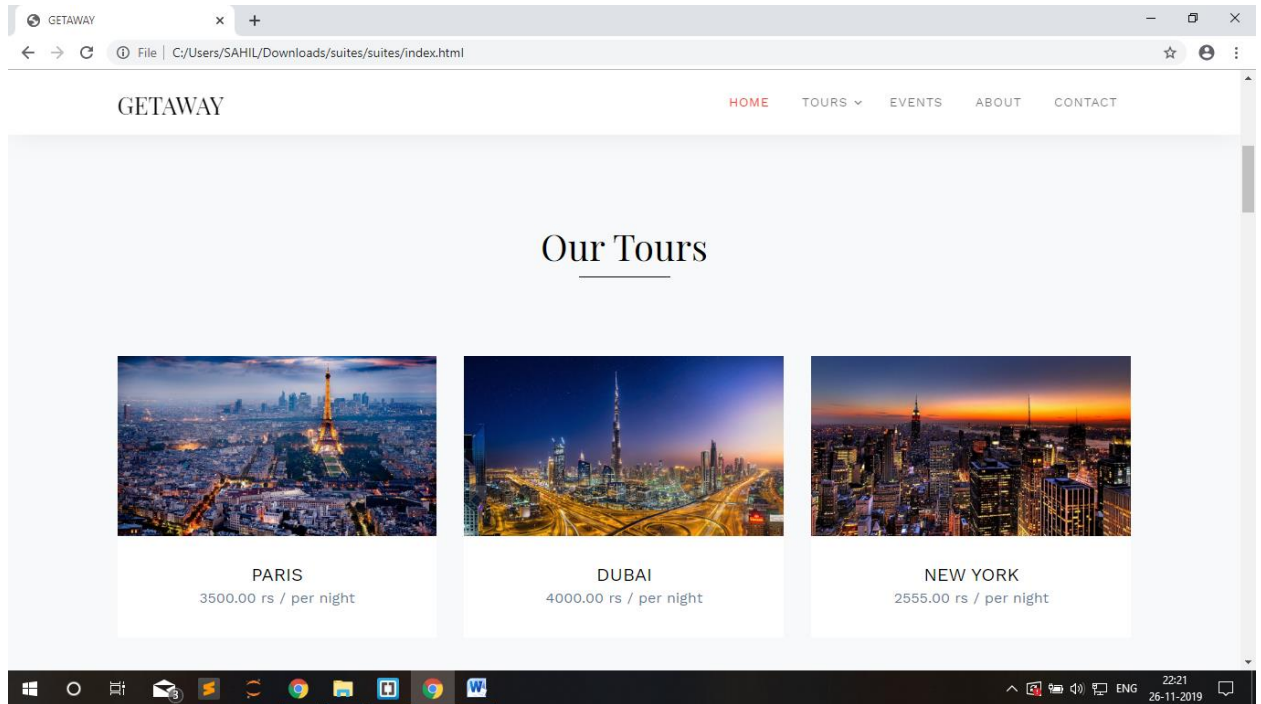 GETAWAY
File | C:/Users/SAHIL/Downloads/suites/suites/index.html
GETAWAY
HOME TOURS EVENTS ABOUT CONTACT
Our Tours
PARIS
3500.00 rs / per night
DUBAI
4000.00 rs / per night
NEW YORK
2555.00 rs / per night
3
W
ENG
22:21
26-11-2019